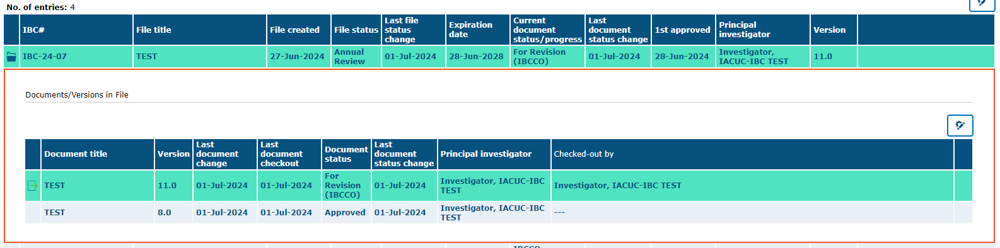 No. of entries: 4
IBC# File title File created File status Last file status change Expiration date Current document status/progress Last document status change 1st approved Principal investigator Version
IBC-24-07 TEST 27-Jun-2024 Annual Review 01-Jul-2024 28-Jun-2028 For Revision (IBCCO) 01-Jul-2024 28-Jun-2024 Investigator, IACUC-IBC TEST 11.0
Documents/Versions in File
Document title Version Last document change Last document checkout Document status Last document status change Principal investigator Checked-out by
TEST 11.0 01-Jul-2024 01-Jul-2024 For Revision (IBCCO) 01-Jul-2024 Investigator, IACUC-IBC TEST Investigator, IACUC-IBC TEST
TEST 8.0 01-Jul-2024 01-Jul-2024 Approved 01-Jul-2024 Investigator, IACUC-IBC TEST ---